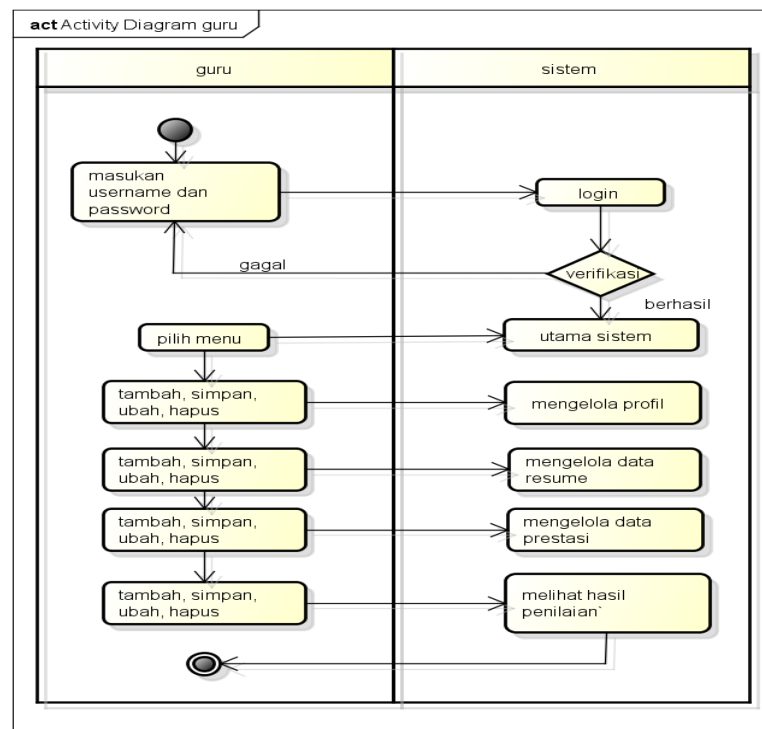 act Activity Diagram guru
guru
sistem
masukan
username dan
password
login
gagal
verifikasi
berhasil
pilih menu
utama sistem
tambah, simpan,
ubah, hapus
mengelola profil
tambah, simpan,
ubah, hapus
mengelola data
resume
tambah, simpan,
ubah, hapus
mengelola data
prestasi
tambah, simpan,
ubah, hapus
melihat hasil
penilaian`